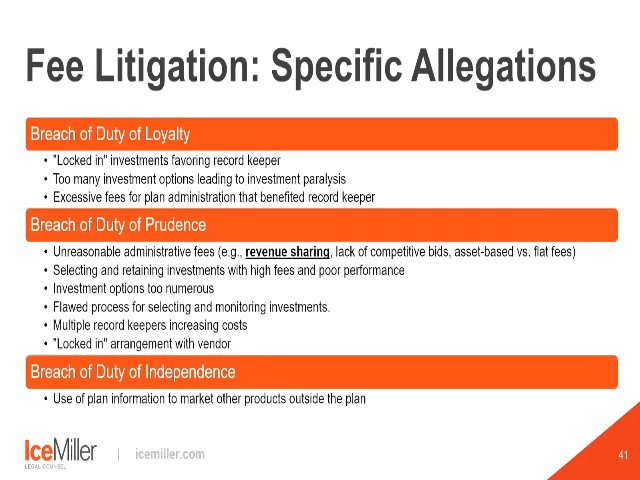 Fee Litigation: Specific Allegations
Breach of Duty of Loyalty
• "Locked in" investments favoring record keeper
• Too many investment options leading to investment paralysis
• Excessive fees for plan administration that benefited record keeper
Breach of Duty of Prudence
• Unreasonable administrative fees (e.g., revenue sharing, lack of competitive bids, asset-based vs. flat fees)
• Selecting and retaining investments with high fees and poor performance
• Investment options too numerous
• Flawed process for selecting and monitoring investments.
• Multiple record keepers increasing costs
• "Locked in" arrangement with vendor
Breach of Duty of Independence
• Use of plan information to market other products outside the plan
IceMiller
LEGAL COUNSEL
| icemiller.com
41